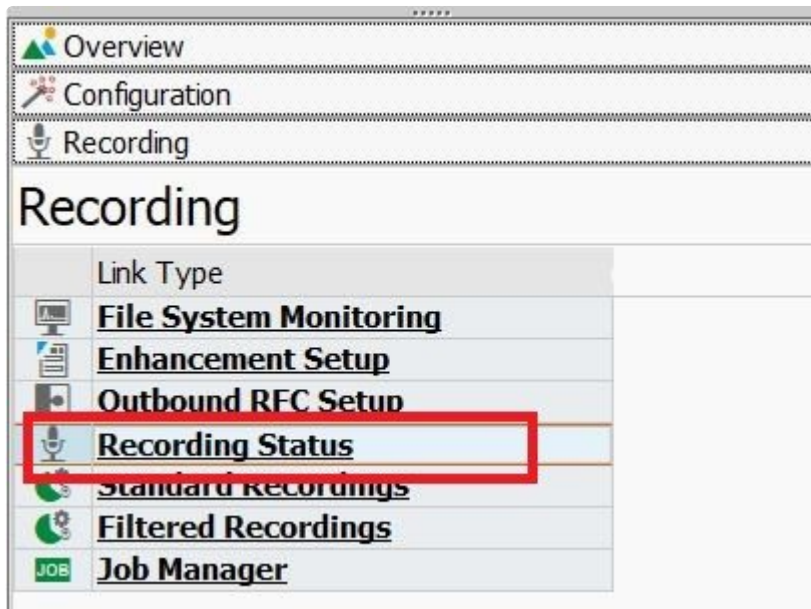 Overview
Configuration
Recording
Recording
Link Type
File System Monitoring
Enhancement Setup
Outbound RFC Setup
Recording Status
Standard Recordings
Filtered Recordings
JOB Job Manager